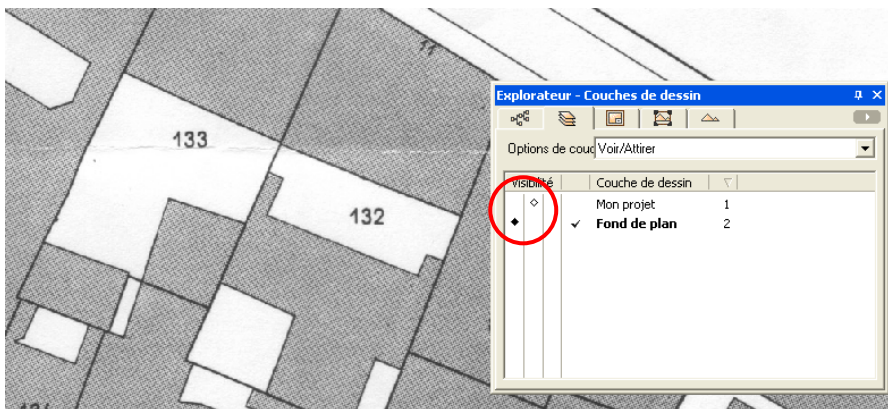 Explorateur - Couches de dessin
Options de couc Voir/Attirer
Visibilité Couche de dessin
Mon projet 1
Fond de plan 2
133
132